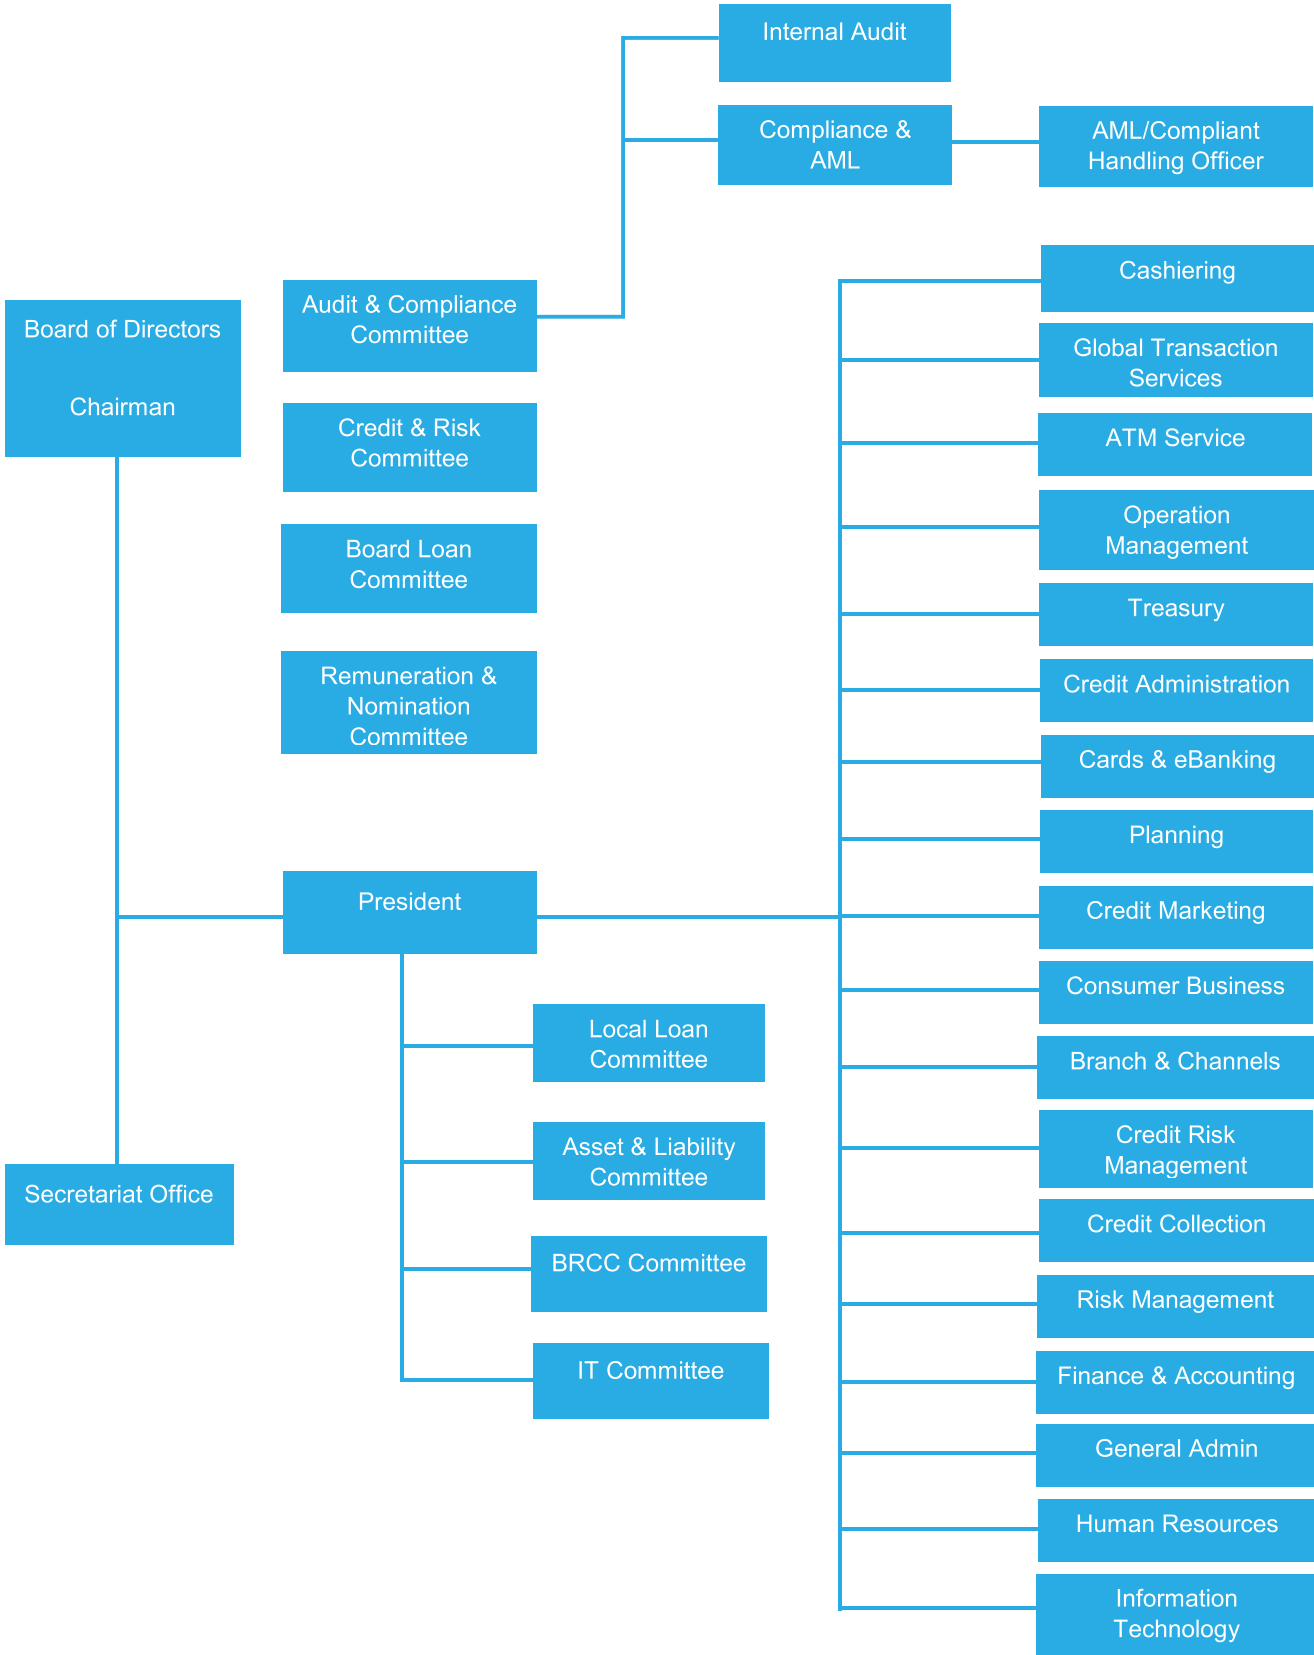 Internal Audit
Compliance &
AML
AML/Compliant
Handling Officer
Board of Directors
Chairman
Audit & Compliance
Committee
Credit & Risk
Committee
Board Loan
Committee
Remuneration &
Nomination
Committee
President
Local Loan
Committee
Asset & Liability
Committee
BRCC Committee
IT Committee
Secretariat Office
Cashiering
Global Transaction
Services
ATM Service
Operation
Management
Treasury
Credit Administration
Cards & eBanking
Planning
Credit Marketing
Consumer Business
Branch & Channels
Credit Risk
Management
Credit Collection
Risk Management
Finance & Accounting
General Admin
Human Resources
Information
Technology